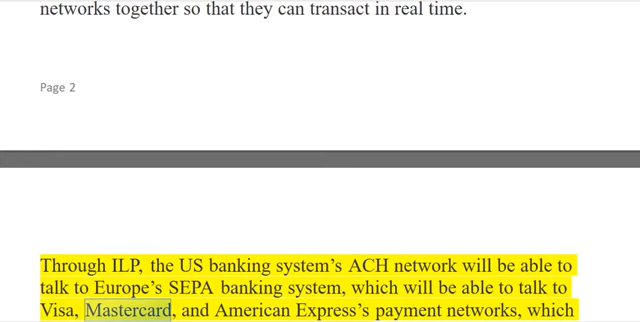 networks together so that they can transact in real time.
Page 2
Through ILP, the US banking system’s ACH network will be able to
talk to Europe’s SEPA banking system, which will be able to talk to
Visa, Mastercard, and American Express’s payment networks, which